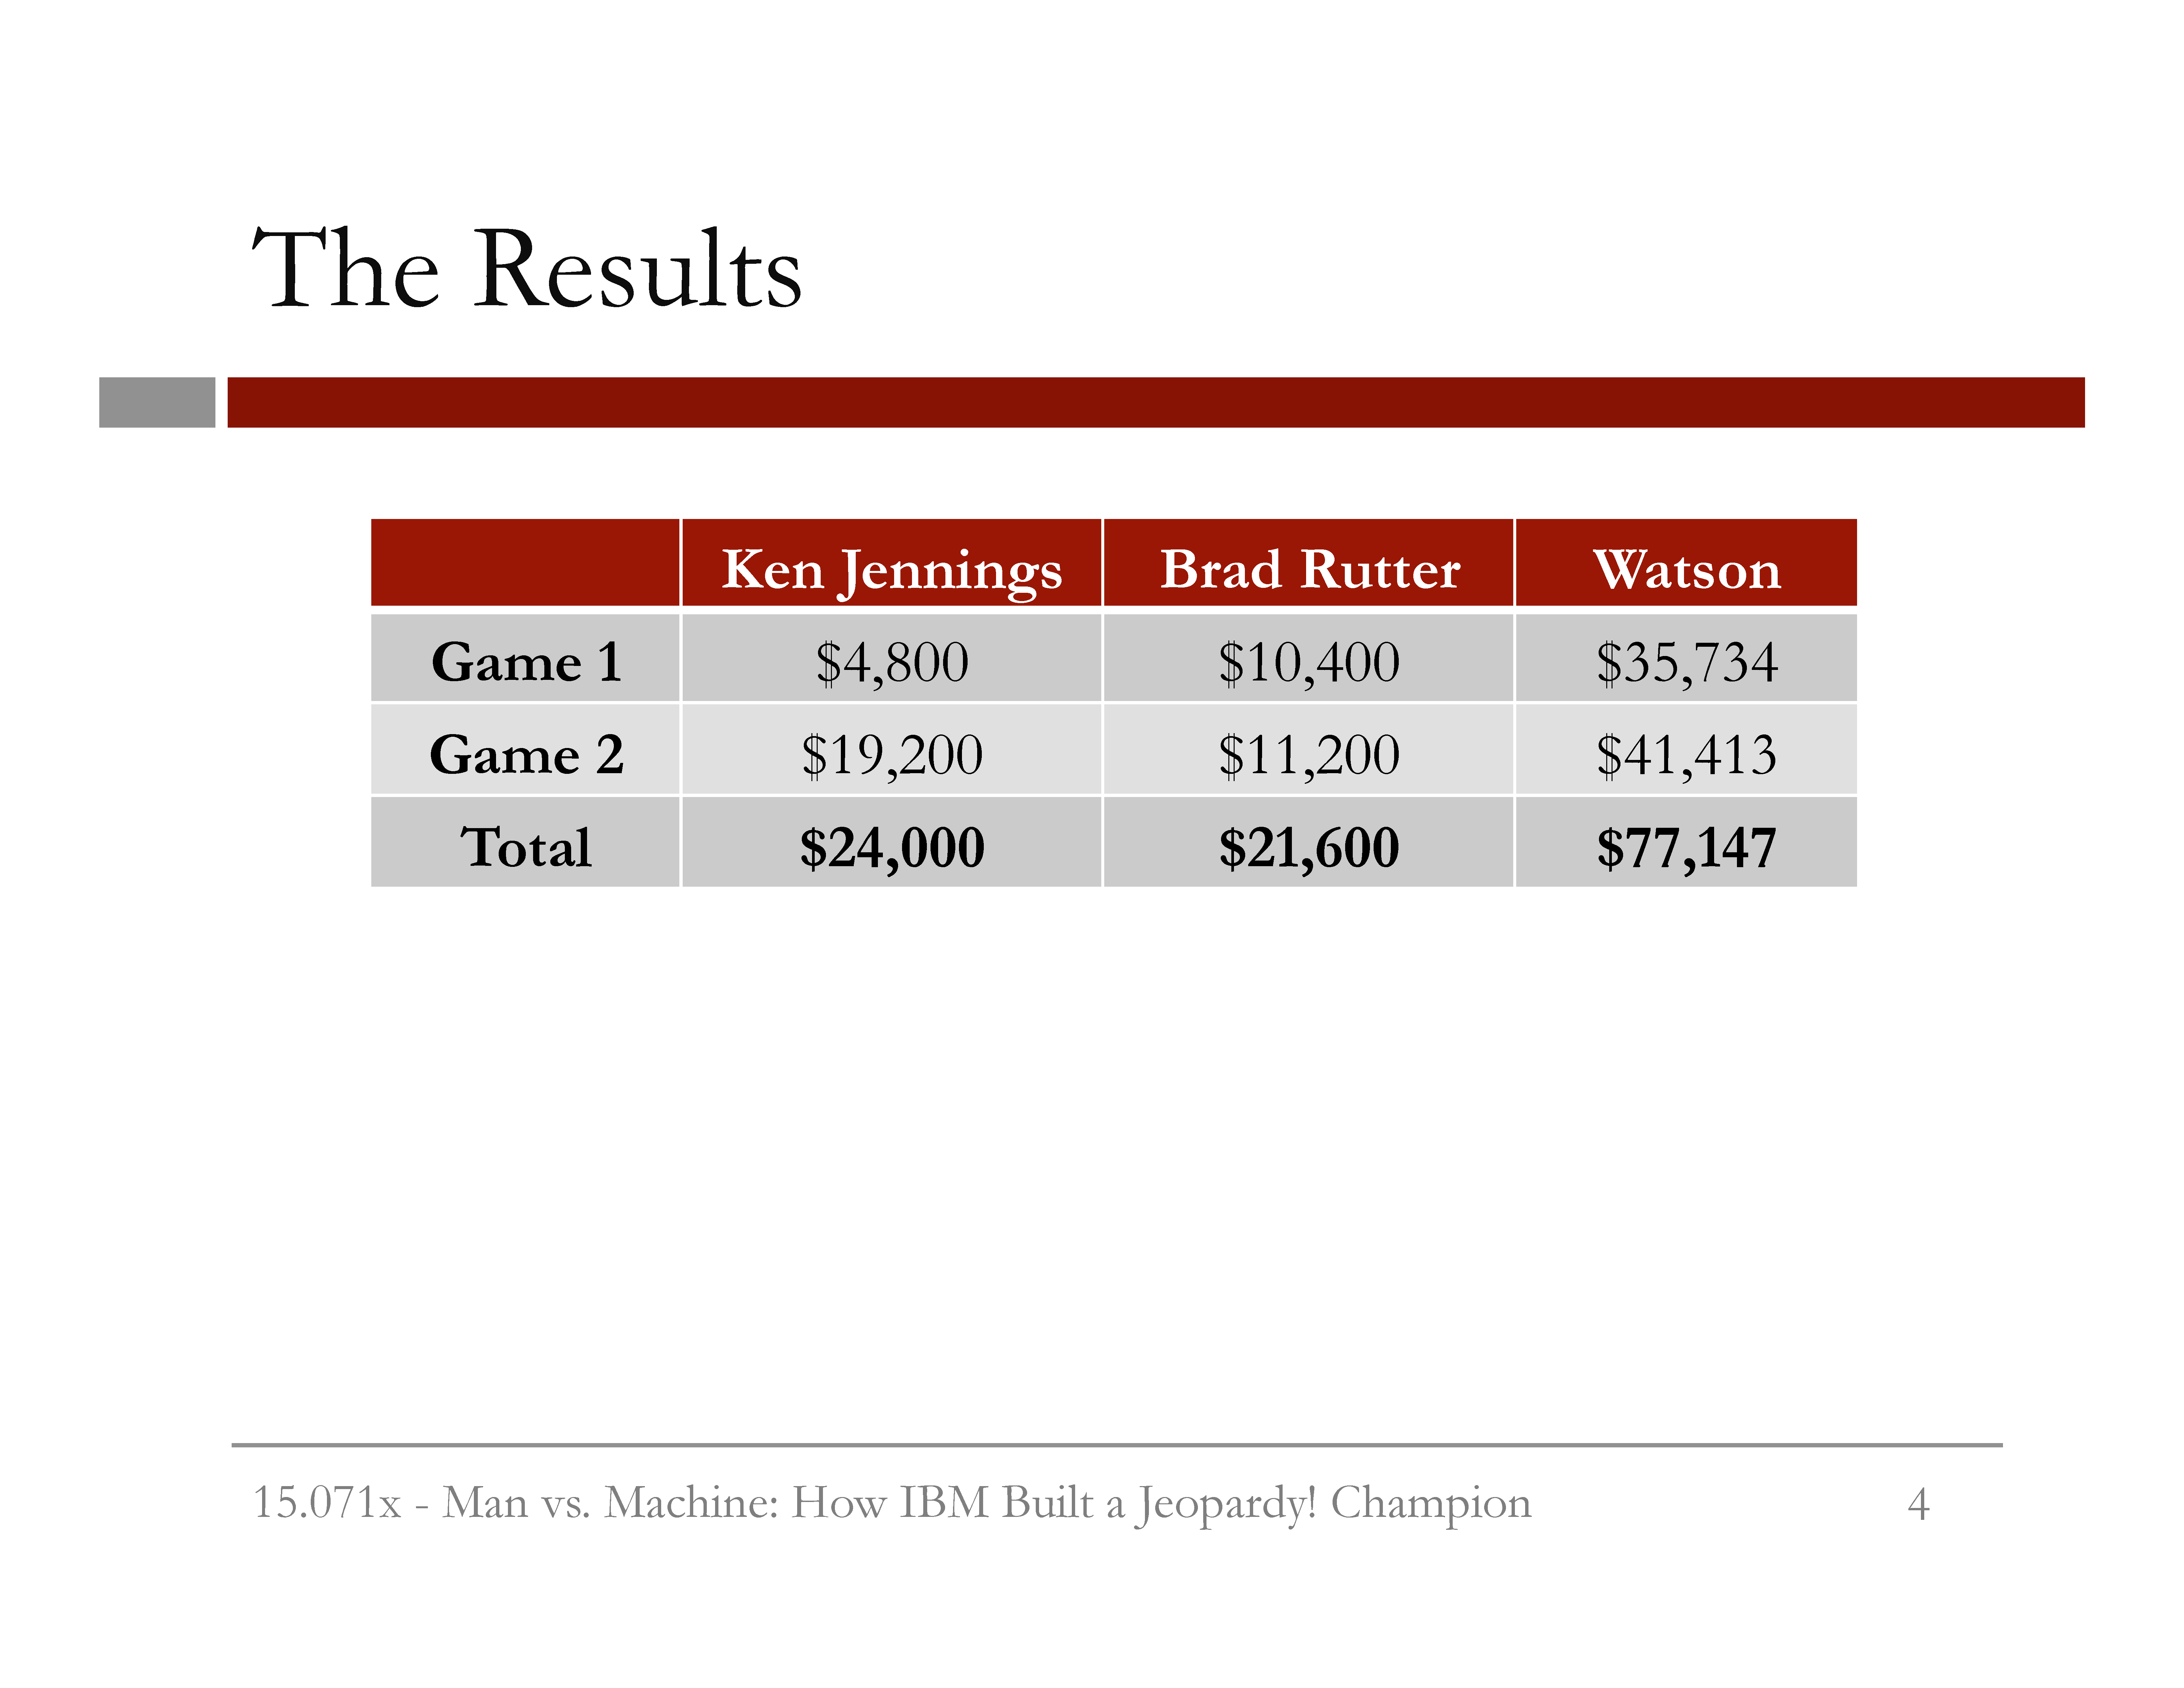 The Results
Ken Jennings Brad Rutter Watson
Game 1 $4,800 $10,400 $35,734
Game 2 $19,200 $11,200 $41,413
Total $24,000 $21,600 $77,147
15.071x - Man vs. Machine: How IBM Built a Jeopardy! Champion 4